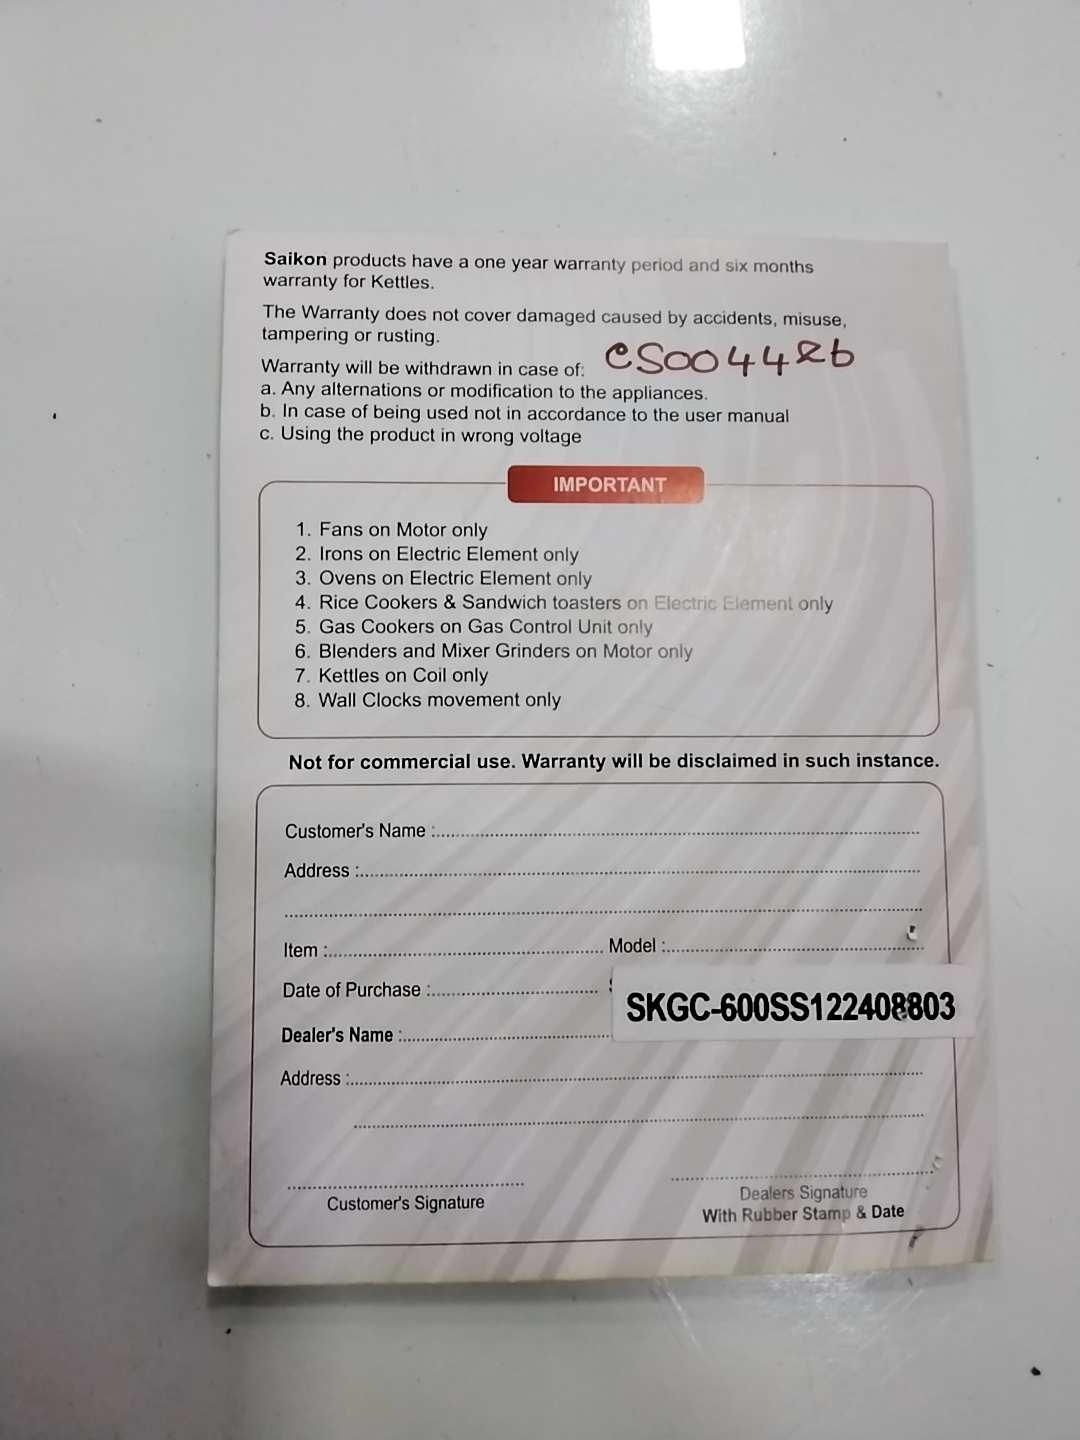 Saikon products have a one year warranty period and six months
warranty for Kettles.
The Warranty does not cover damaged caused by accidents, misuse,
tampering or rusting.
Warranty will be withdrawn in case of:
a. Any alternations or modification to the appliances.
b. In case of being used not in accordance to the user manual
c. Using the product in wrong voltage
IMPORTANT
1. Fans on Motor only
2. Irons on Electric Element only
3. Ovens on Electric Element only
4. Rice Cookers & Sandwich toasters on Electric Element only
5. Gas Cookers on Gas Control Unit only
6. Blenders and Mixer Grinders on Motor only
7. Kettles on Coil only
8. Wall Clocks movement only
Not for commercial use. Warranty will be disclaimed in such instance.
Customer's Name :
Address :
Item : Model :
Date of Purchase :
SKGC-600SS122408803
Dealer's Name :
Address :
Customer's Signature
Dealers Signature
With Rubber Stamp & Date